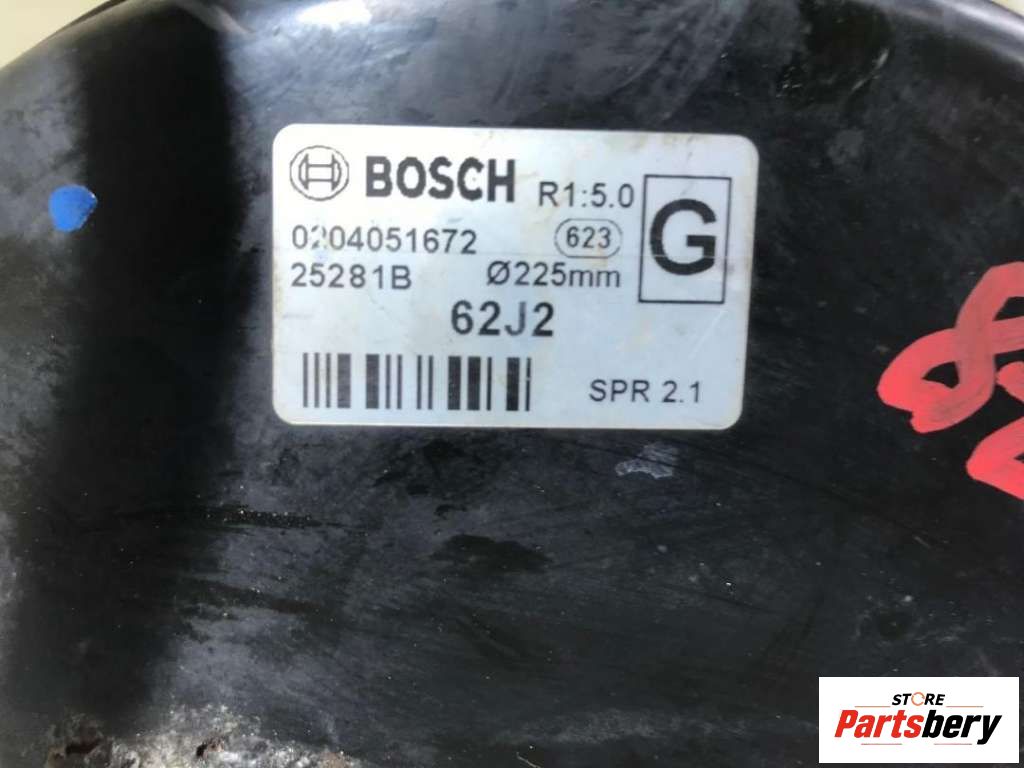 BOSCH R1:5.0
G
0204051672 623
25281B Ø225mm
62J2
SPR 2.1
STORE
Partsbery